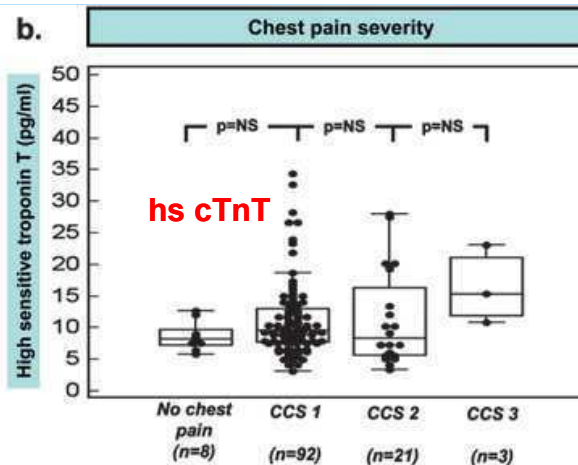 b.
Chest pain severity
High sensitive troponin T (pg/ml)
50
45
40
35
30
25
20
15
10
5
0
p=NS p=NS p=NS
hs cTnT
No chest CCS 1 CCS 2 CCS 3
pain
(n=8) (n=92) (n=21) (n=3)